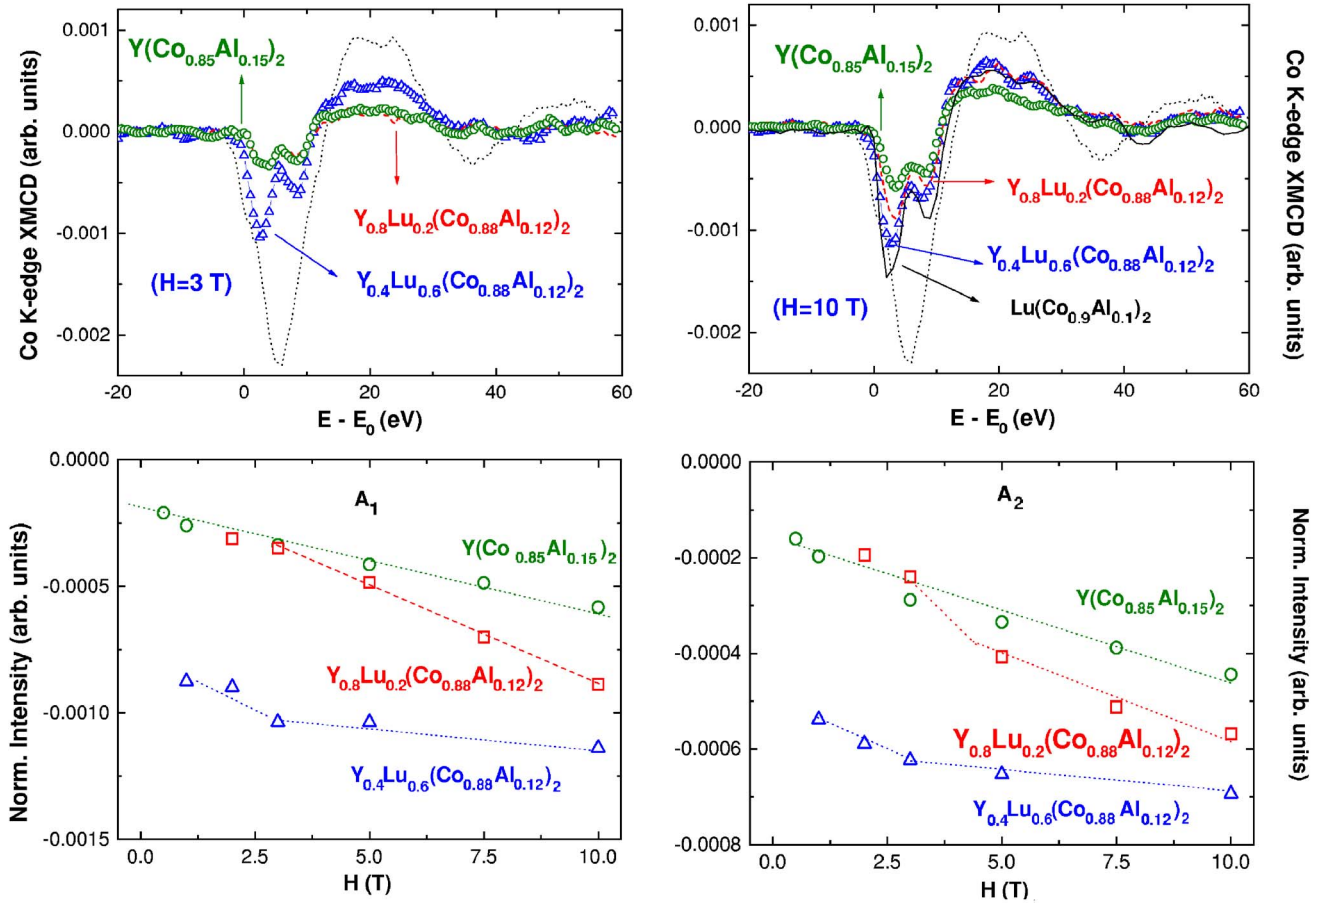 Co K-edge XMCD (arb. units)
0.001
0.000
-0.001
-0.002
Y(Co0.85Al0.15)2
Y0.8Lu0.2(Co0.88Al0.12)2
Y0.4Lu0.6(Co0.88Al0.12)2
(H=3 T)
-20 0 20 40 60
E - E0 (eV)
0.001
0.000
-0.001
-0.002
Y(Co0.85Al0.15)2
Y0.8Lu0.2(Co0.88Al0.12)2
Y0.4Lu0.6(Co0.88Al0.12)2
Lu(Co0.9Al0.1)2
(H=10 T)
-20 0 20 40 60
E - E0 (eV)
Co K-edge XMCD (arb. units)
Norm. Intensity (arb. units)
0.0000
-0.0005
-0.0010
-0.0015
A1
Y(Co0.85Al0.15)2
Y0.8Lu0.2(Co0.88Al0.12)2
Y0.4Lu0.6(Co0.88Al0.12)2
0.0 2.5 5.0 7.5 10.0
H (T)
0.0000
-0.0002
-0.0004
-0.0006
-0.0008
A2
Y(Co0.85Al0.15)2
Y0.8Lu0.2(Co0.88Al0.12)2
Y0.4Lu0.6(Co0.88Al0.12)2
0.0 2.5 5.0 7.5 10.0
H (T)
Norm. Intensity (arb. units)